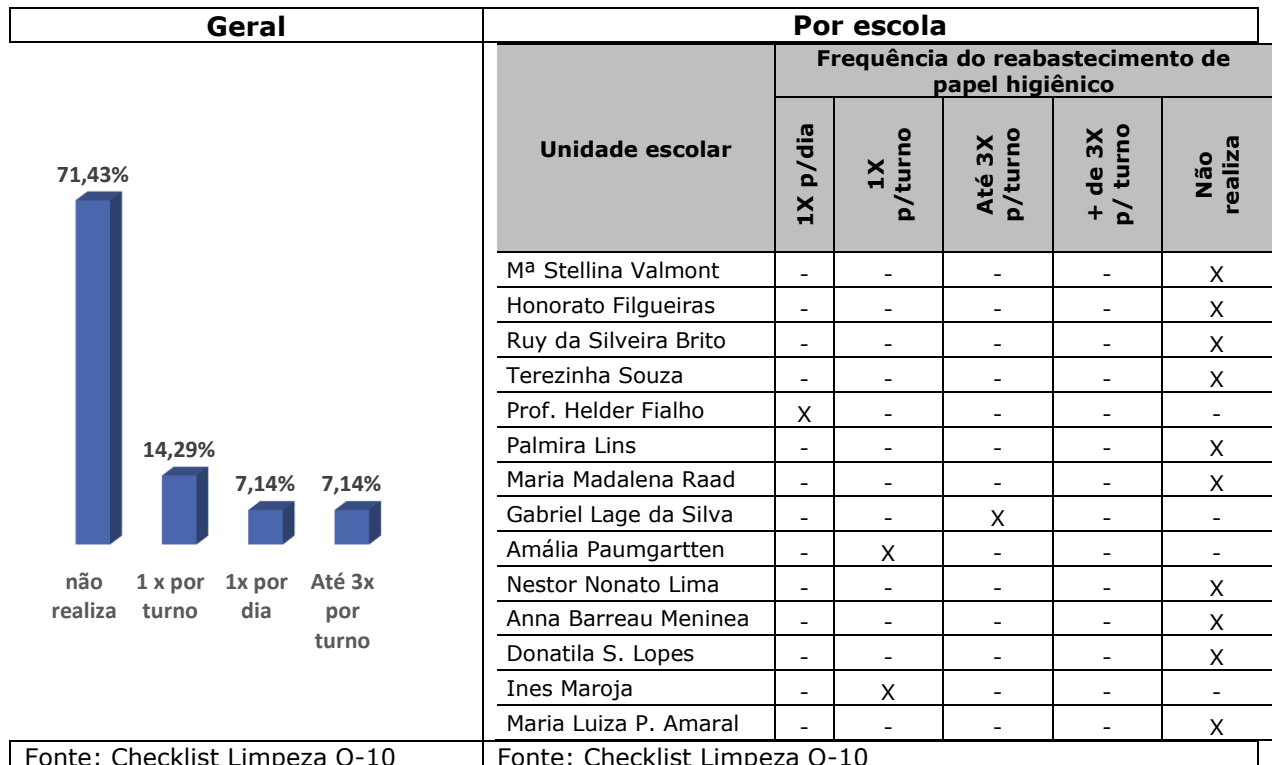 Geral
Por escola
71,43%
14,29%
7,14%
7,14%
não realiza
1 x por turno
1x por dia
Até 3x por turno
Unidade escolar
Frequência do reabastecimento de
papel higiênico
1X p/dia
1X
p/turno
Até 3X
p/turno
+ de 3X
p/ turno
Não
realiza
Mª Stellina Valmont - - - - X
Honorato Filgueiras - - - - X
Ruy da Silveira Brito - - - - X
Terezinha Souza - - - - X
Prof. Helder Fialho X - - - -
Palmira Lins - - - - X
Maria Madalena Raad - - - - X
Gabriel Lage da Silva - - X - -
Amália Paumgartten - X - - -
Nestor Nonato Lima - - - - X
Anna Barreau Meninea - - - - X
Donatila S. Lopes - - - - X
Ines Maroja - X - - -
Maria Luiza P. Amaral - - - - X
Fonte: Checklist Limpeza Q-10
Fonte: Checklist Limpeza Q-10